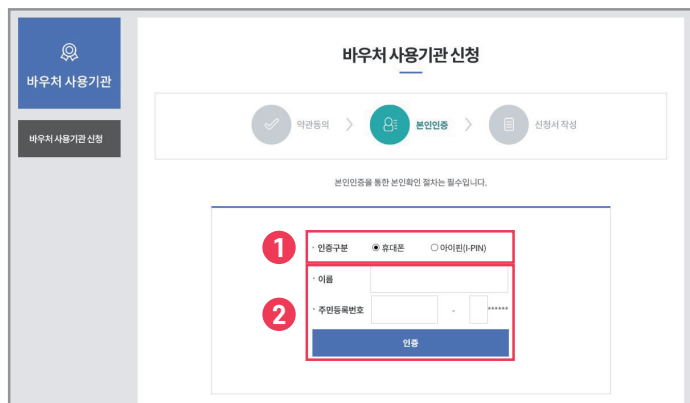 바우처 사용기관
바우처 사용기관 신청
바우처 사용기관 신청
약관동의 > 본인인증 > 신청서 작성
본인인증을 통한 본인확인 절차는 필수입니다.
1 · 인증구분 휴대폰 아이핀(I-PIN)
· 이름
2 · 주민등록번호 - ******
인증